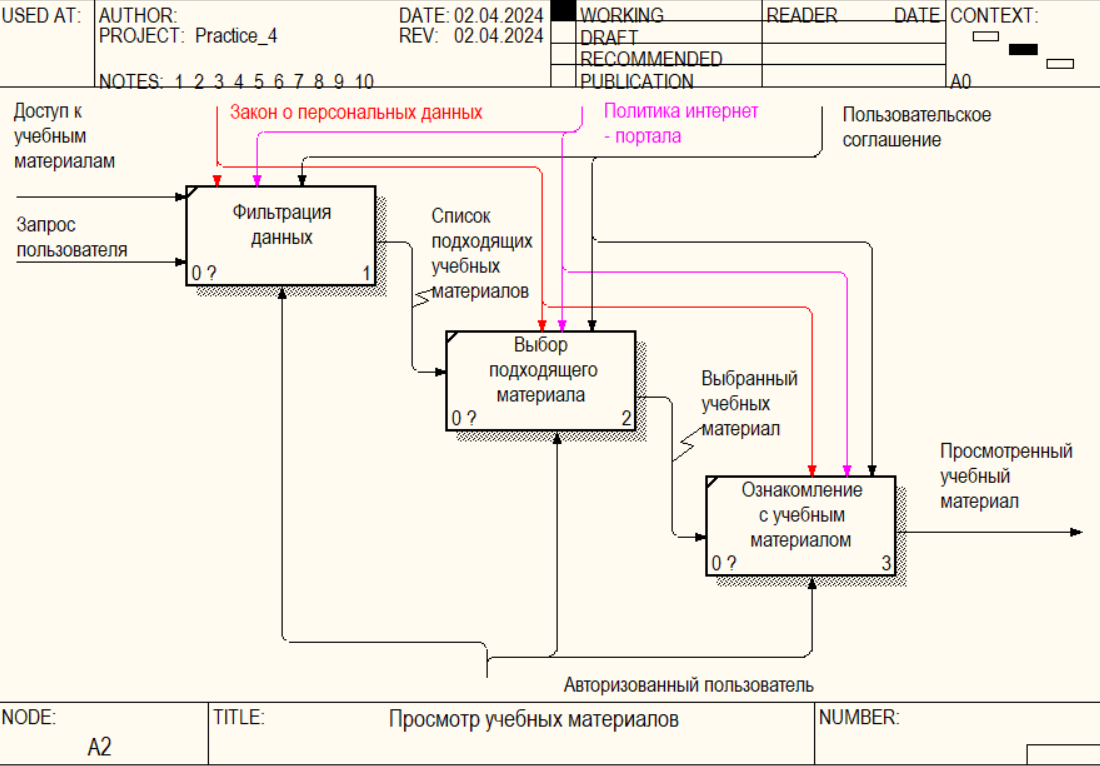 USED AT:
AUTHOR:
DATE: 02.04.2024
PROJECT: Practice_4
REV: 02.04.2024
NOTES: 1 2 3 4 5 6 7 8 9 10
WORKING
DRAFT
RECOMMENDED
PUBLICATION
READER
DATE
CONTEXT:
A0
Доступ к
учебным
материалам
Закон о персональных данных
Политика интернет
- портала
Пользовательское
соглашение
Запрос
пользователя
Фильтрация
данных
0 ?
1
Список
подходящих
учебных
материалов
Выбор
подходящего
материала
0 ?
2
Выбранный
учебных
материал
Ознакомление
с учебным
материалом
0 ?
3
Просмотренный
учебный
материал
Авторизованный пользователь
NODE:
A2
TITLE:
Просмотр учебных материалов
NUMBER: